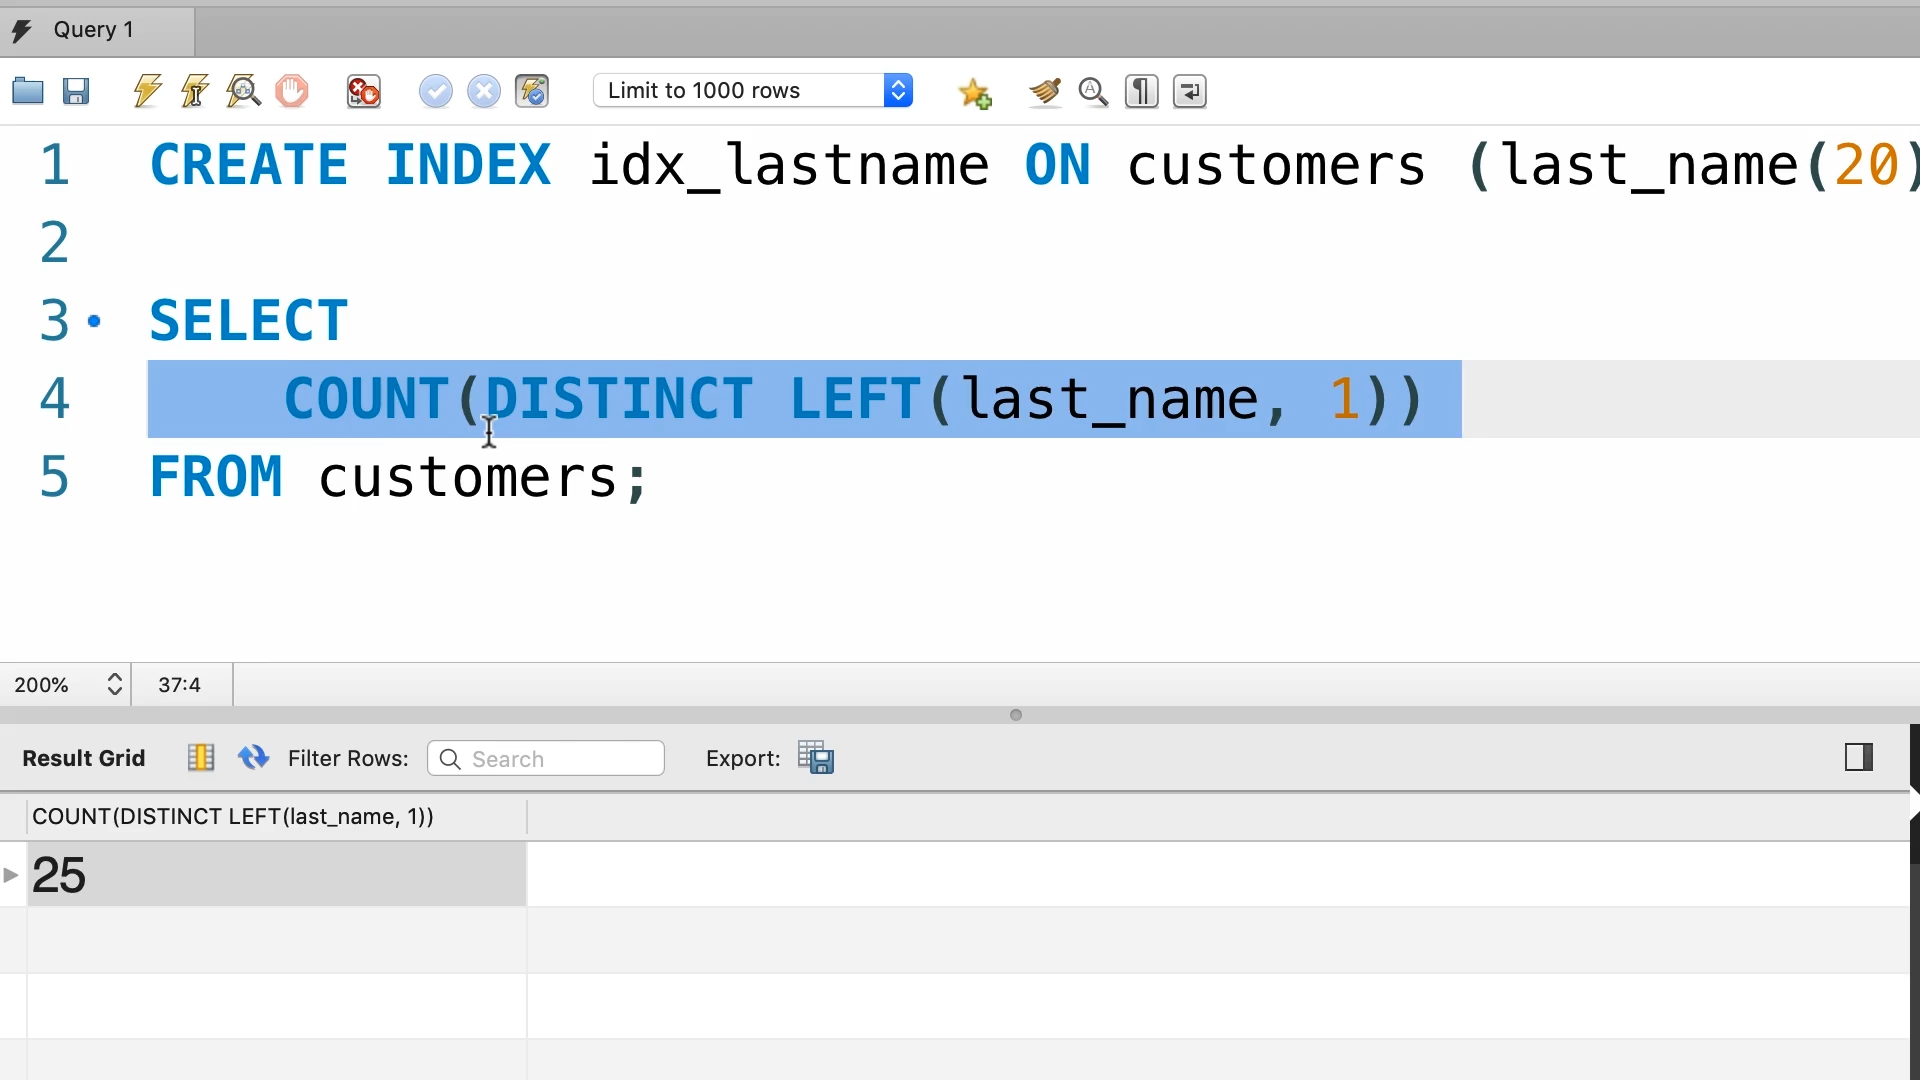 Query 1
Limit to 1000 rows
1 CREATE INDEX idx_lastname ON customers (last_name(20)
2
3 SELECT
4 COUNT(DISTINCT LEFT(last_name, 1))
5 FROM customers;
200% 37:4
Result Grid Filter Rows: Search Export:
COUNT(DISTINCT LEFT(last_name, 1))
25